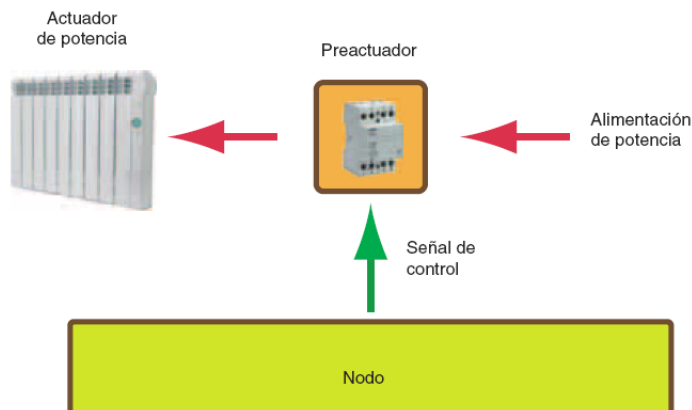 Actuador
de potencia
Preactuador
Alimentación
de potencia
Señal de
control
Nodo